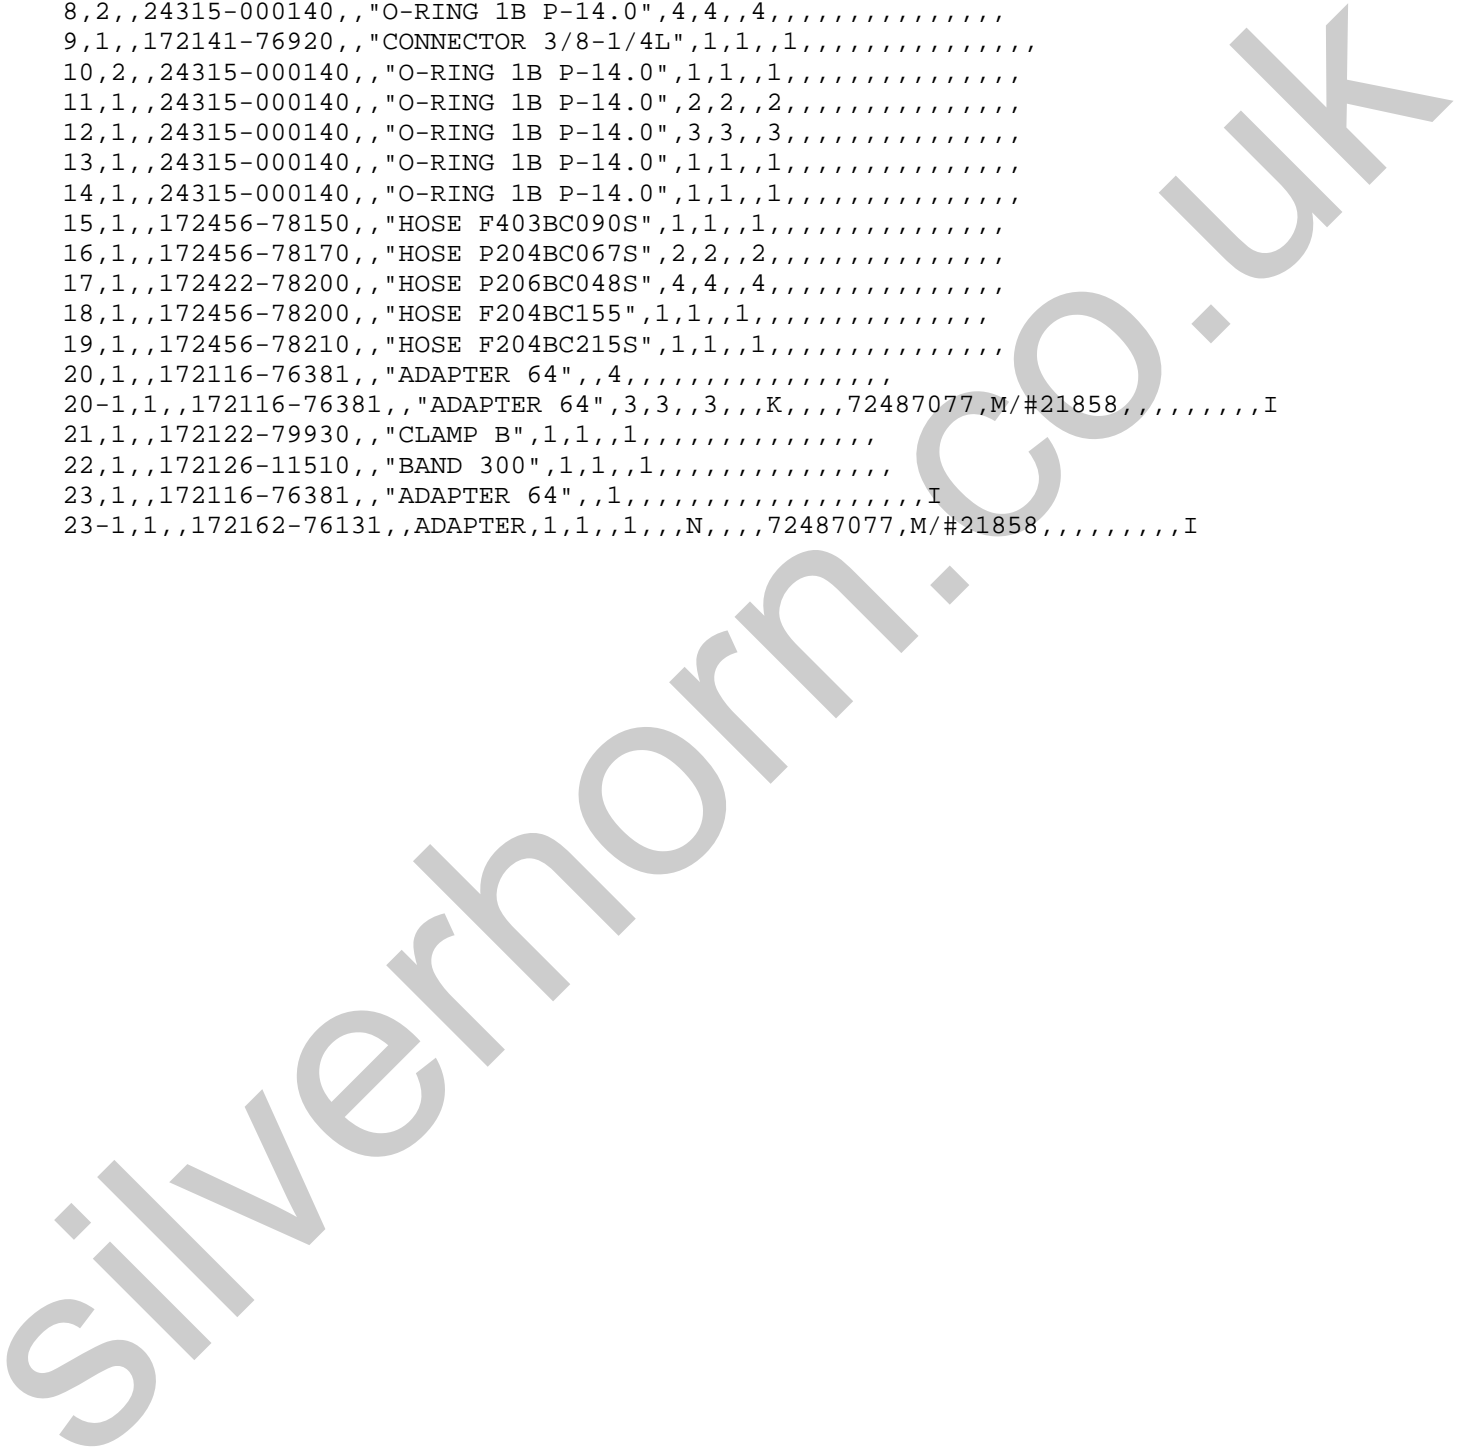 8,2,,24315-000140,,"O-RING 1B P-14.0",4,4,,4,,,,,,,,,,,,,,,
9,1,,172141-76920,,"CONNECTOR 3/8-1/4L",1,1,,1,,,,,,,,,,,,,,,
10,2,,24315-000140,,"O-RING 1B P-14.0",1,1,,1,,,,,,,,,,,,,,,
11,1,,24315-000140,,"O-RING 1B P-14.0",2,2,,2,,,,,,,,,,,,,,,
12,1,,24315-000140,,"O-RING 1B P-14.0",3,3,,3,,,,,,,,,,,,,,,
13,1,,24315-000140,,"O-RING 1B P-14.0",1,1,,1,,,,,,,,,,,,,,,
14,1,,24315-000140,,"O-RING 1B P-14.0",1,1,,1,,,,,,,,,,,,,,,
15,1,,172456-78150,,"HOSE F403BC090S",1,1,,1,,,,,,,,,,,,,,,
16,1,,172456-78170,,"HOSE P204BC067S",2,2,,2,,,,,,,,,,,,,,,
17,1,,172422-78200,,"HOSE P206BC048S",4,4,,4,,,,,,,,,,,,,,,
18,1,,172456-78200,,"HOSE F204BC155",1,1,,1,,,,,,,,,,,,,,,
19,1,,172456-78210,,"HOSE F204BC215S",1,1,,1,,,,,,,,,,,,,,,
20,1,,172116-76381,,"ADAPTER 64",,4,,,,,,,,,,,,,,,,,
20-1,1,,172116-76381,,"ADAPTER 64",3,3,,3,,,K,,,,72487077,M/#21858,,,,,,,,,I
21,1,,172122-79930,,"CLAMP B",1,1,,1,,,,,,,,,,,,,,,
22,1,,172126-11510,,"BAND 300",1,1,,1,,,,,,,,,,,,,,,
23,1,,172116-76381,,"ADAPTER 64",,1,,,,,,,,,,,,,,,,,,,I
23-1,1,,172162-76131,,ADAPTER,1,1,,1,,,N,,,,72487077,M/#21858,,,,,,,,,I
silverhorn.co.uk